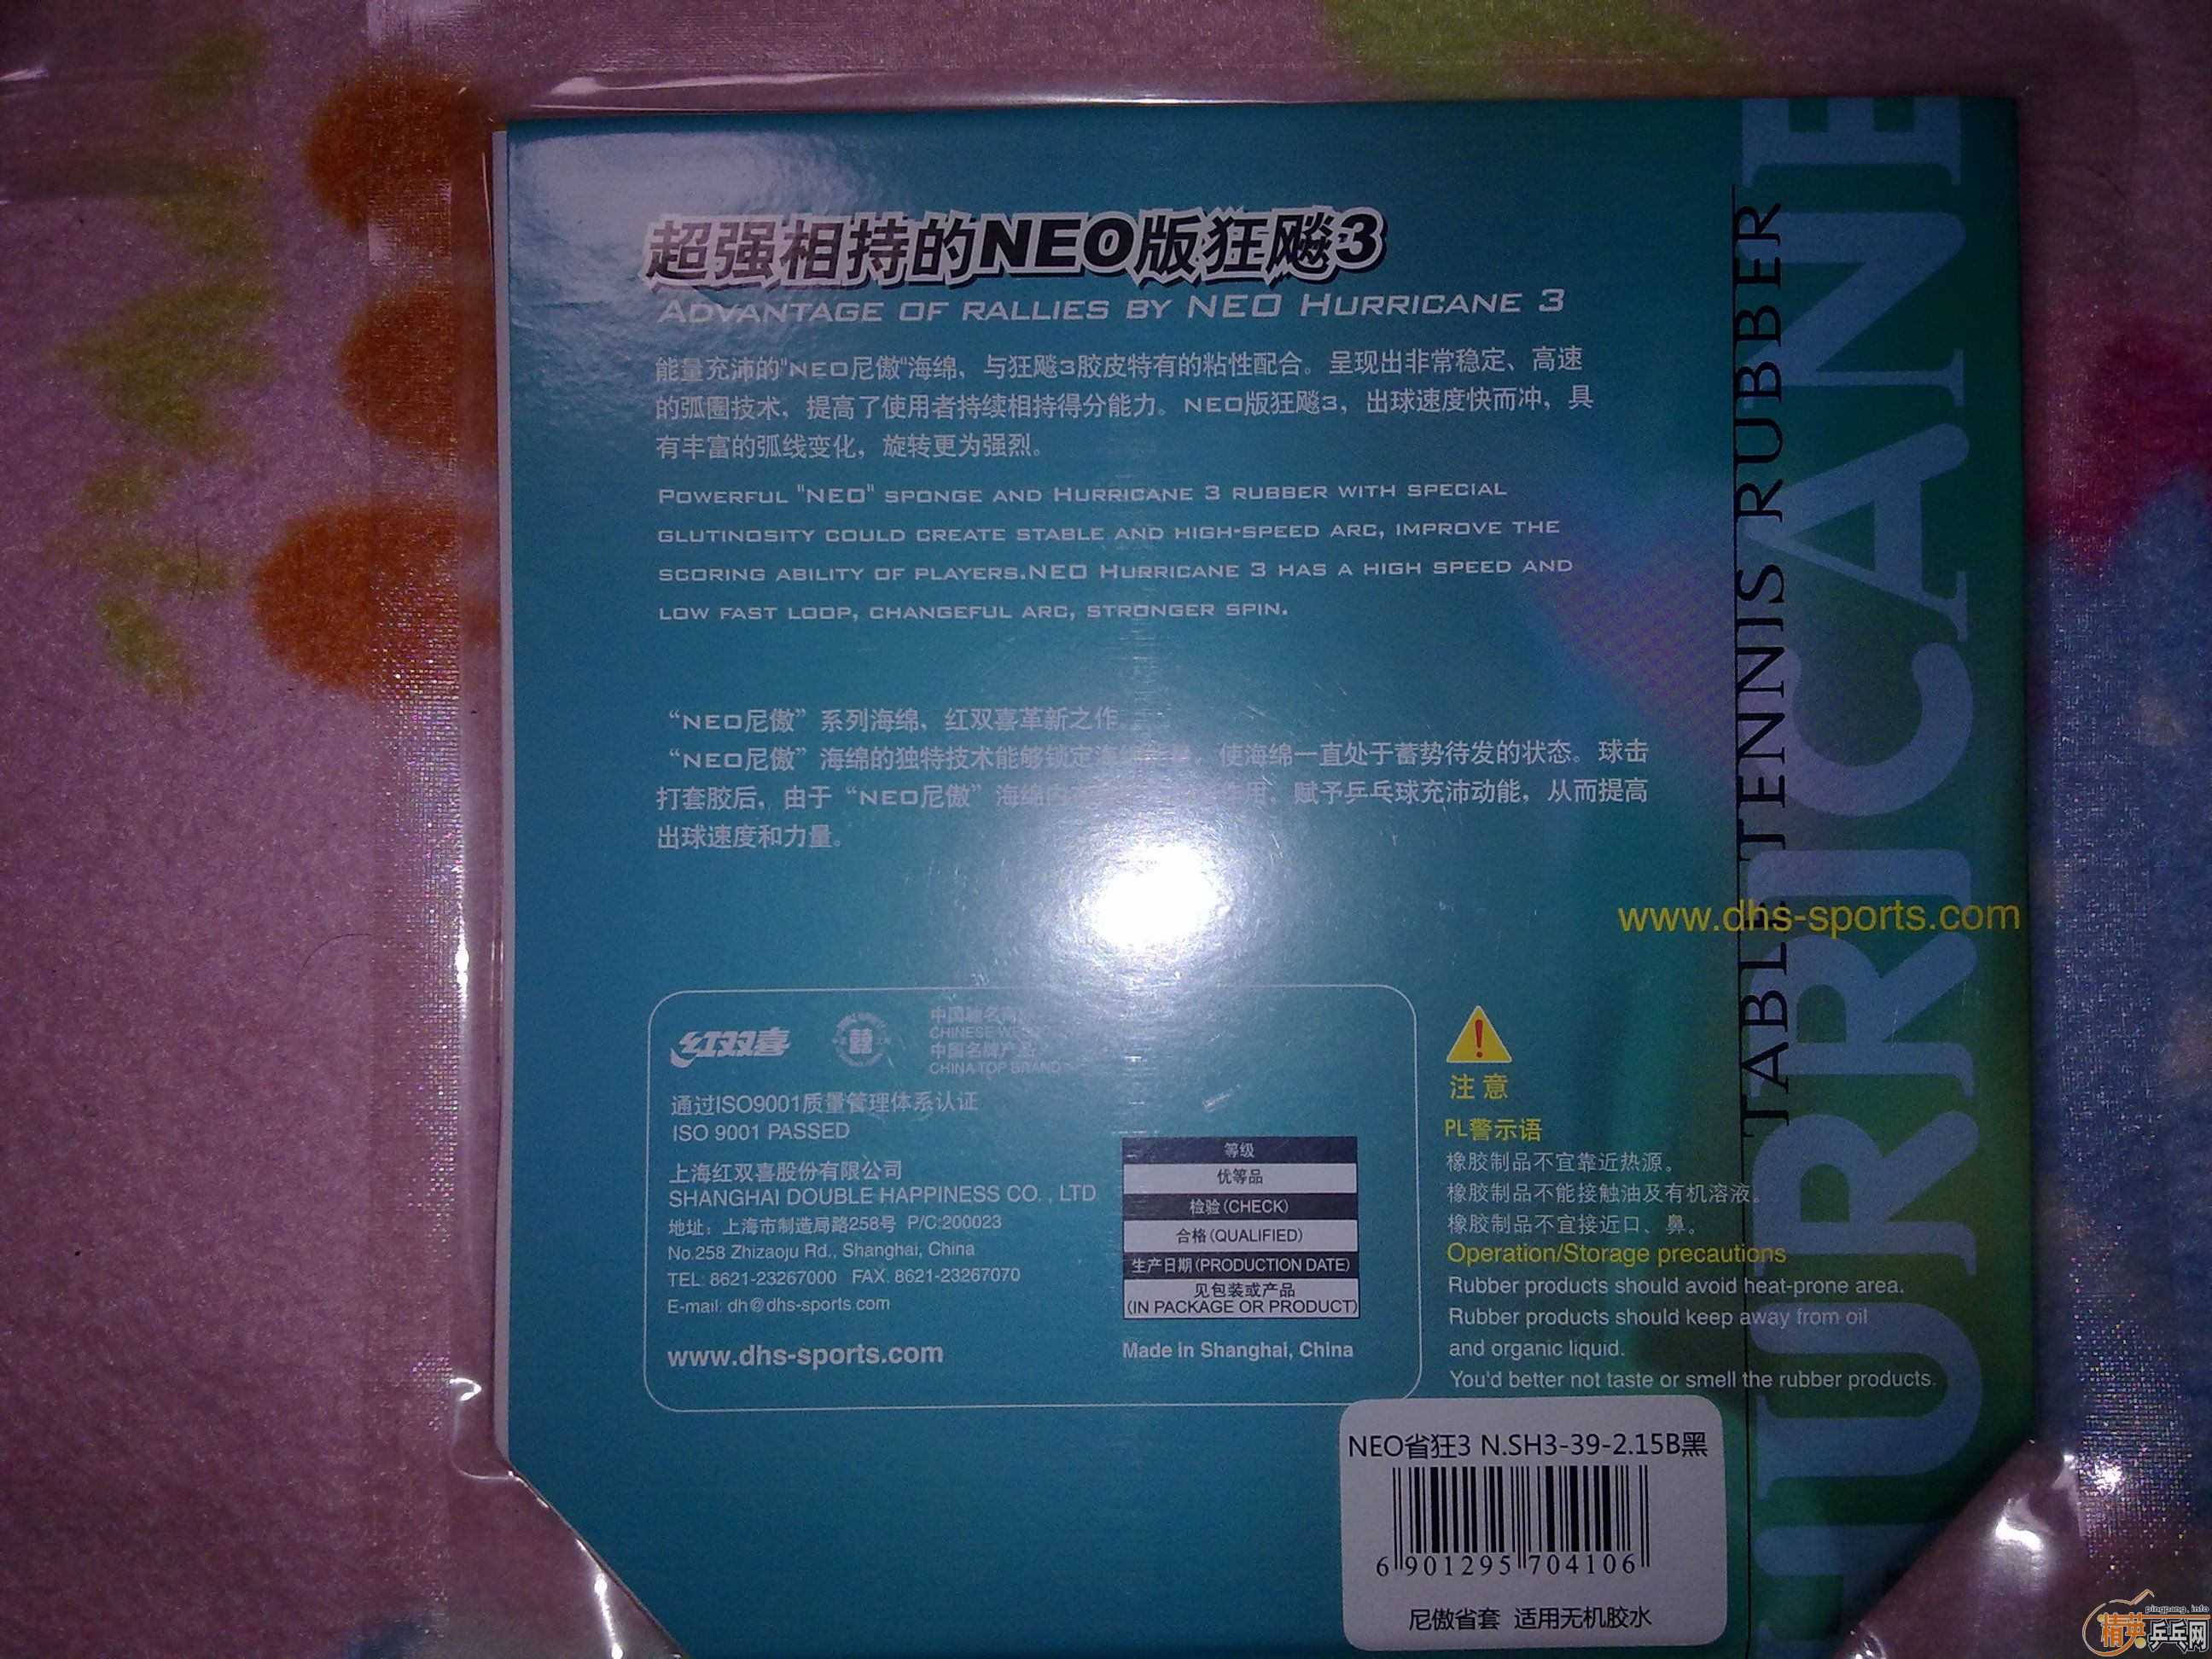 超强相持的NEO版狂飚3
ADVANTAGE OF RALLIES BY NEO HURRICANE 3
能量充沛的"NEO尼傲"海绵，与狂飚3胶皮特有的粘性配合。呈现出非常稳定、高速
的弧圈技术，提高了使用者持续相持得分能力。NEO版狂飚3，出球速度快而冲，具
有丰富的弧线变化，旋转更为强烈。
POWERFUL "NEO" SPONGE AND HURRICANE 3 RUBBER WITH SPECIAL
GLUTINOSITY COULD CREATE STABLE AND HIGH-SPEED ARC, IMPROVE THE
SCORING ABILITY OF PLAYERS.NEO HURRICANE 3 HAS A HIGH SPEED AND
LOW FAST LOOP, CHANGEFUL ARC, STRONGER SPIN.
“NEO尼傲”系列海绵，红双喜革新之作
“NEO尼傲”海绵的独特技术能够锁定 使海绵一直处于蓄势待发的状态。球击
打套胶后，由于“NEO尼傲”海绵 赋予乒乓球充沛动能，从而提高
出球速度和力量。
www.dhs-sports.com
红双喜
中国驰名商标
CHINESE
中国名牌产品
CHINA TOP BRAND
通过ISO9001质量管理体系认证
ISO 9001 PASSED
上海红双喜股份有限公司
SHANGHAI DOUBLE HAPPINESS CO., LTD
地址：上海市制造局路258号 P/C:200023
No.258 Zhizaoju Rd., Shanghai, China
TEL: 8621-23267000 FAX: 8621-23267070
E-mail: dh@dhs-sports.com
www.dhs-sports.com
等级
优等品
检验(CHECK)
合格(QUALIFIED)
生产日期(PRODUCTION DATE)
见包装或产品
(IN PACKAGE OR PRODUCT)
Made in Shanghai, China
注意
PL警示语
橡胶制品不宜靠近热源。
橡胶制品不能接触油及有机溶液。
橡胶制品不宜接近口、鼻。
Operation/Storage precautions
Rubber products should avoid heat-prone area.
Rubber products should keep away from oil
and organic liquid.
You'd better not taste or smell the rubber products.
TABLE TENNIS RUBBER
HURRICANE
NEO省狂3 N.SH3-39-2.15B黑
6 901295 704106
尼傲省套 适用无机胶水
pingpang.info
精英乒乓网